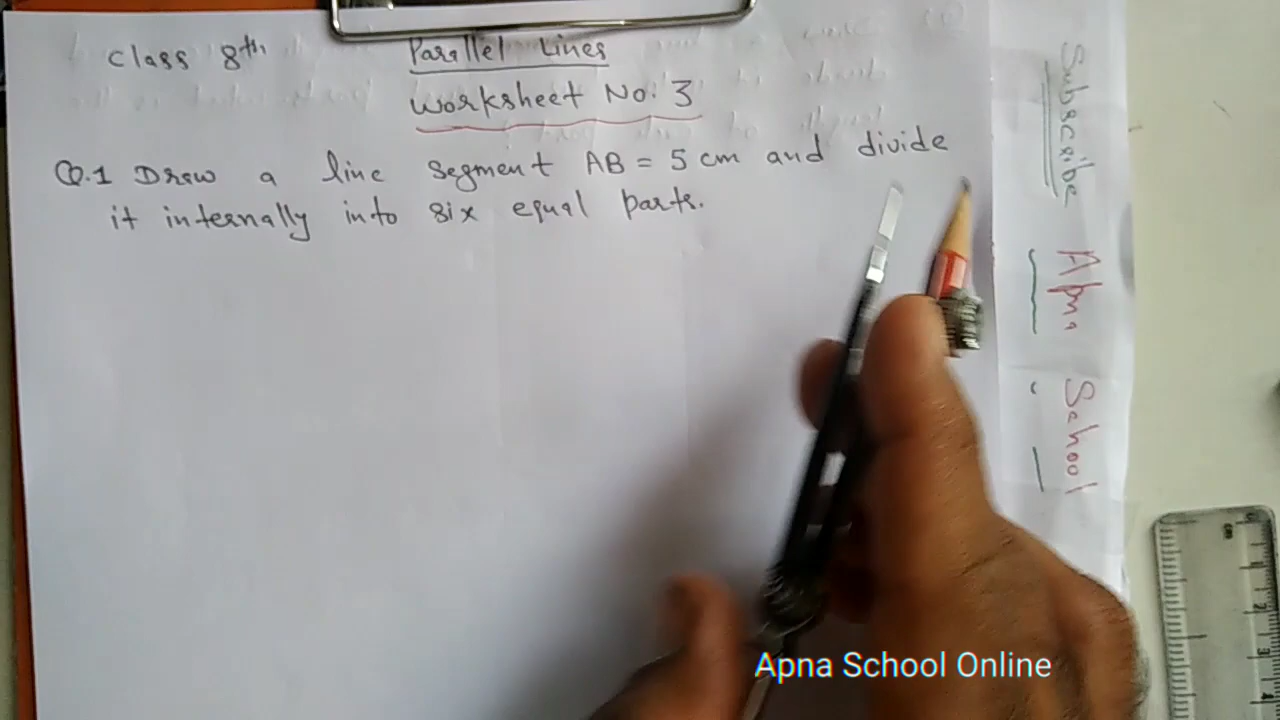 Class 8th
Parallel Lines
Worksheet No. 3
Q.1 Draw a line segment AB = 5 cm and divide
it internally into six equal parts.
Subscribe Apna School
Apna School Online